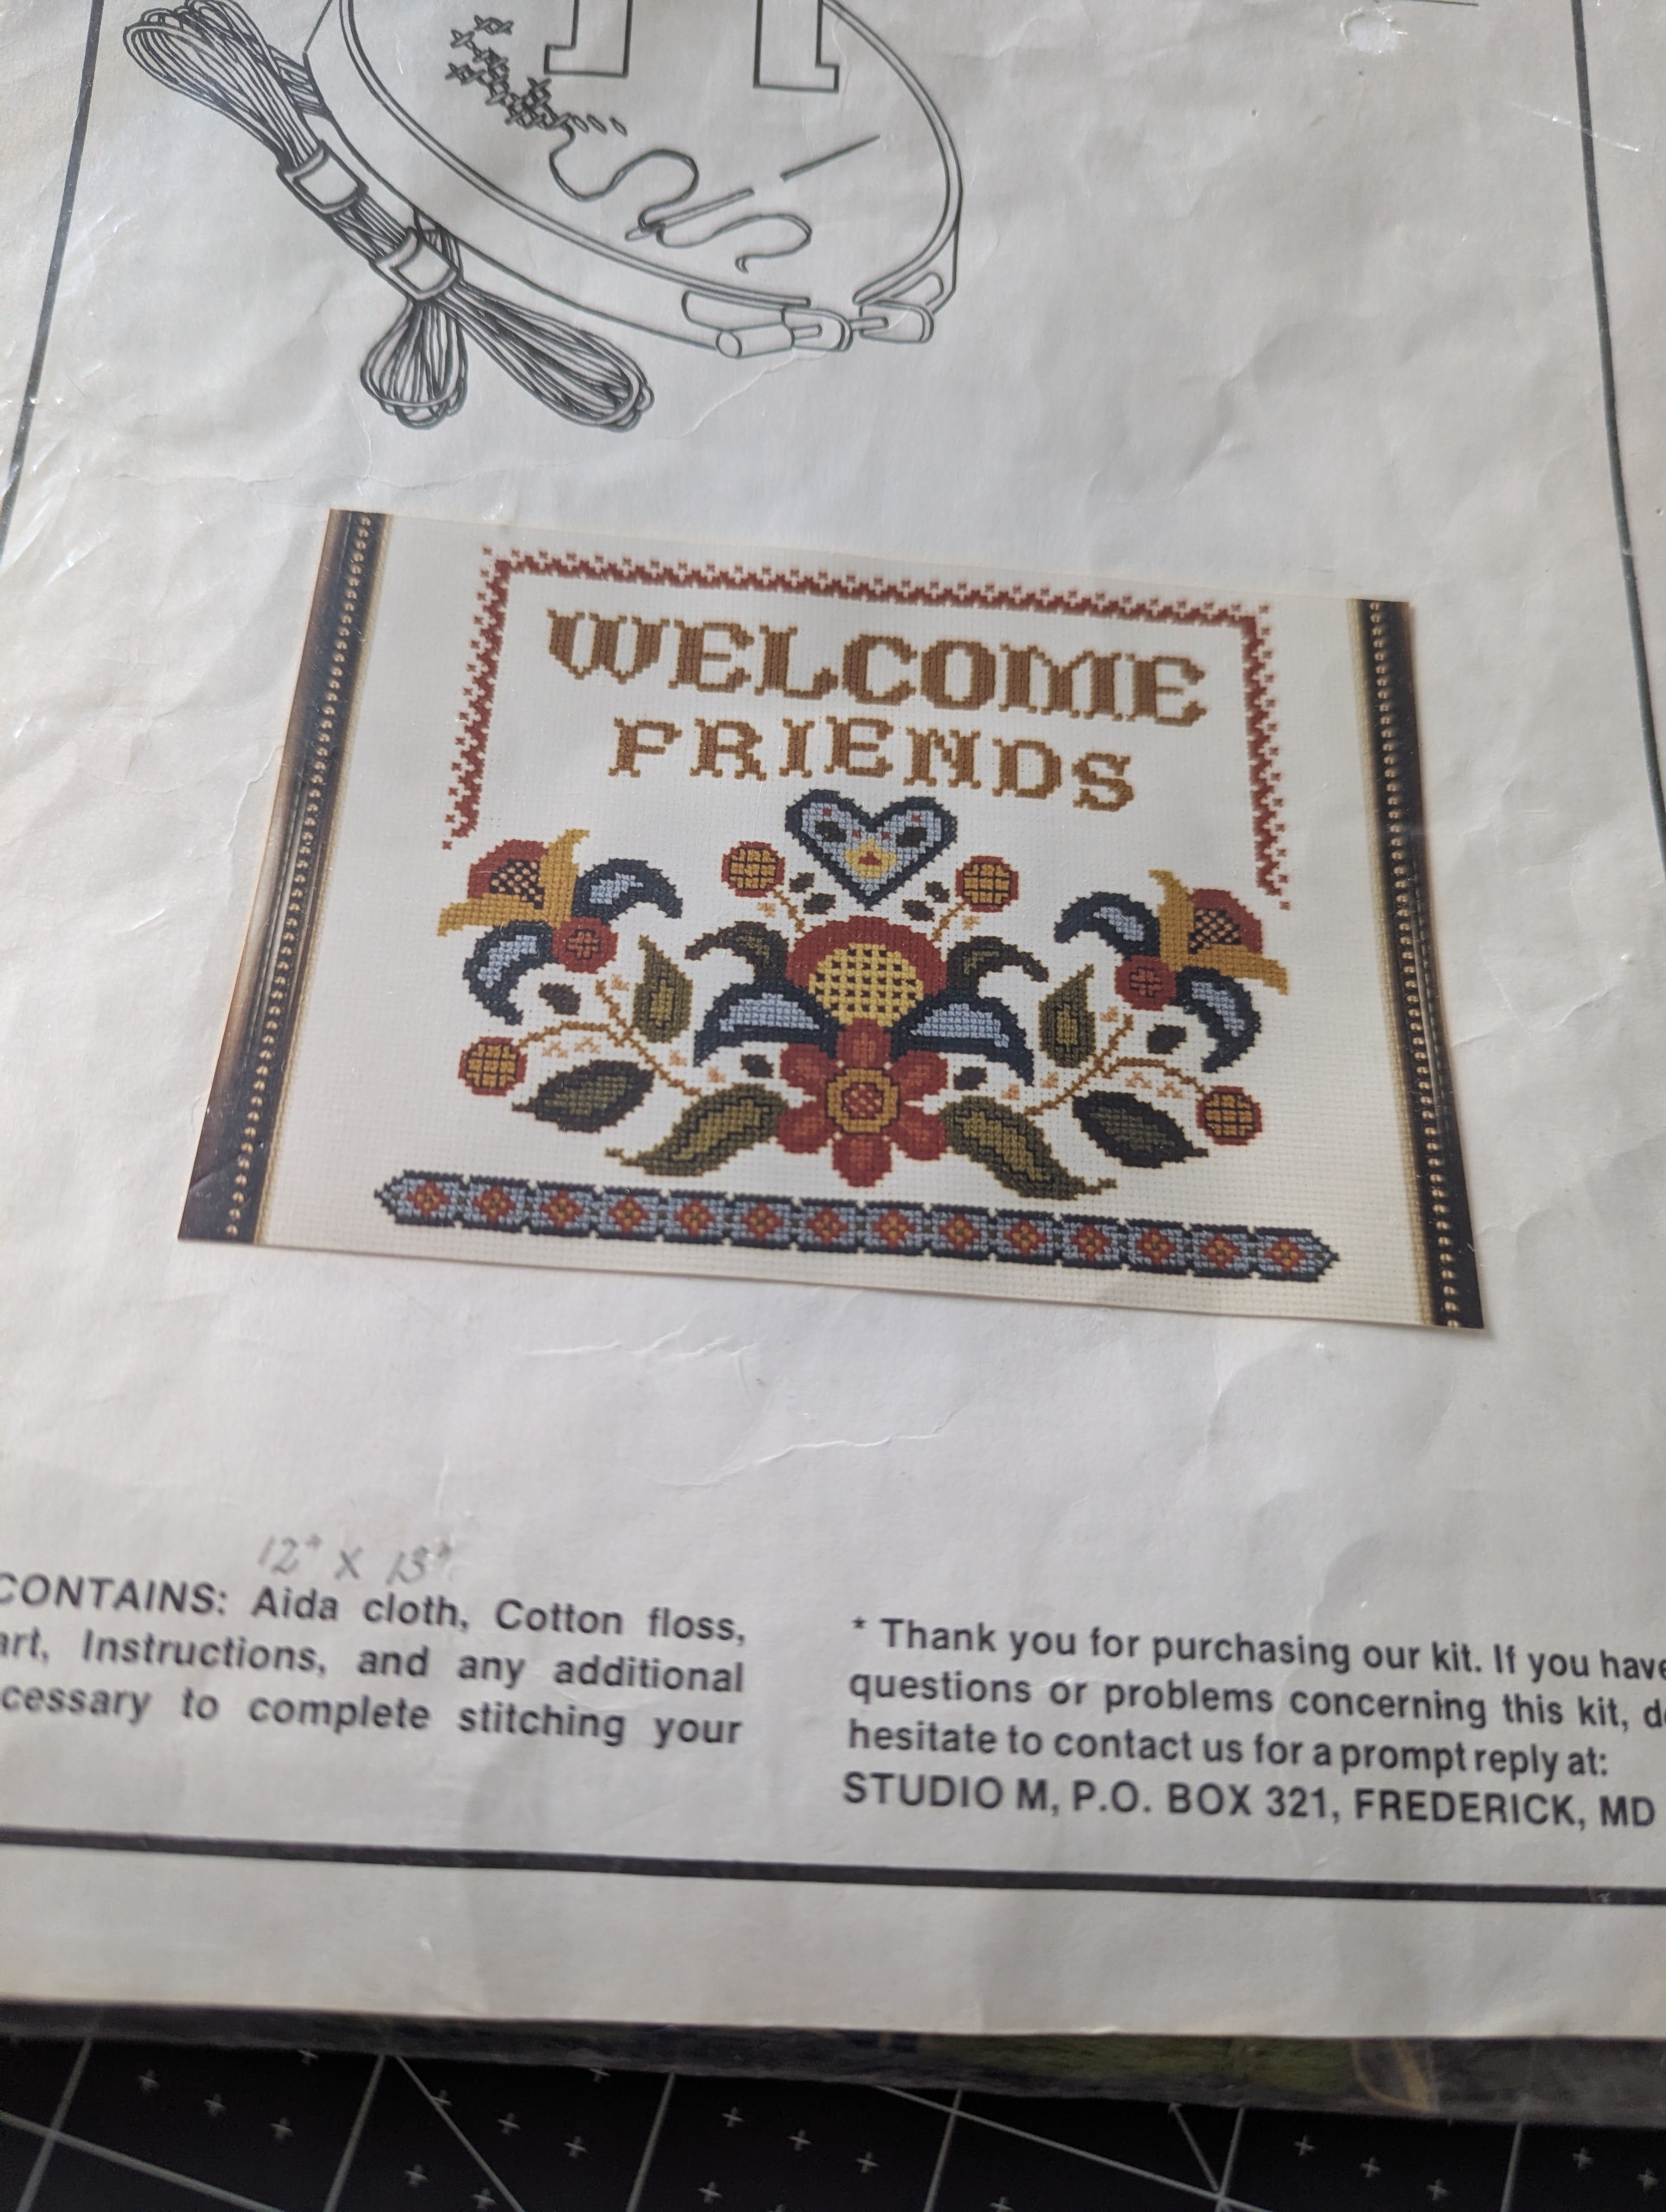 WELCOME
FRIENDS
12" X 13"
CONTAINS: Aida cloth, Cotton floss,
art, Instructions, and any additional
cessary to complete stitching your
* Thank you for purchasing our kit. If you have
questions or problems concerning this kit, d
hesitate to contact us for a prompt reply at:
STUDIO M, P.O. BOX 321, FREDERICK, MD